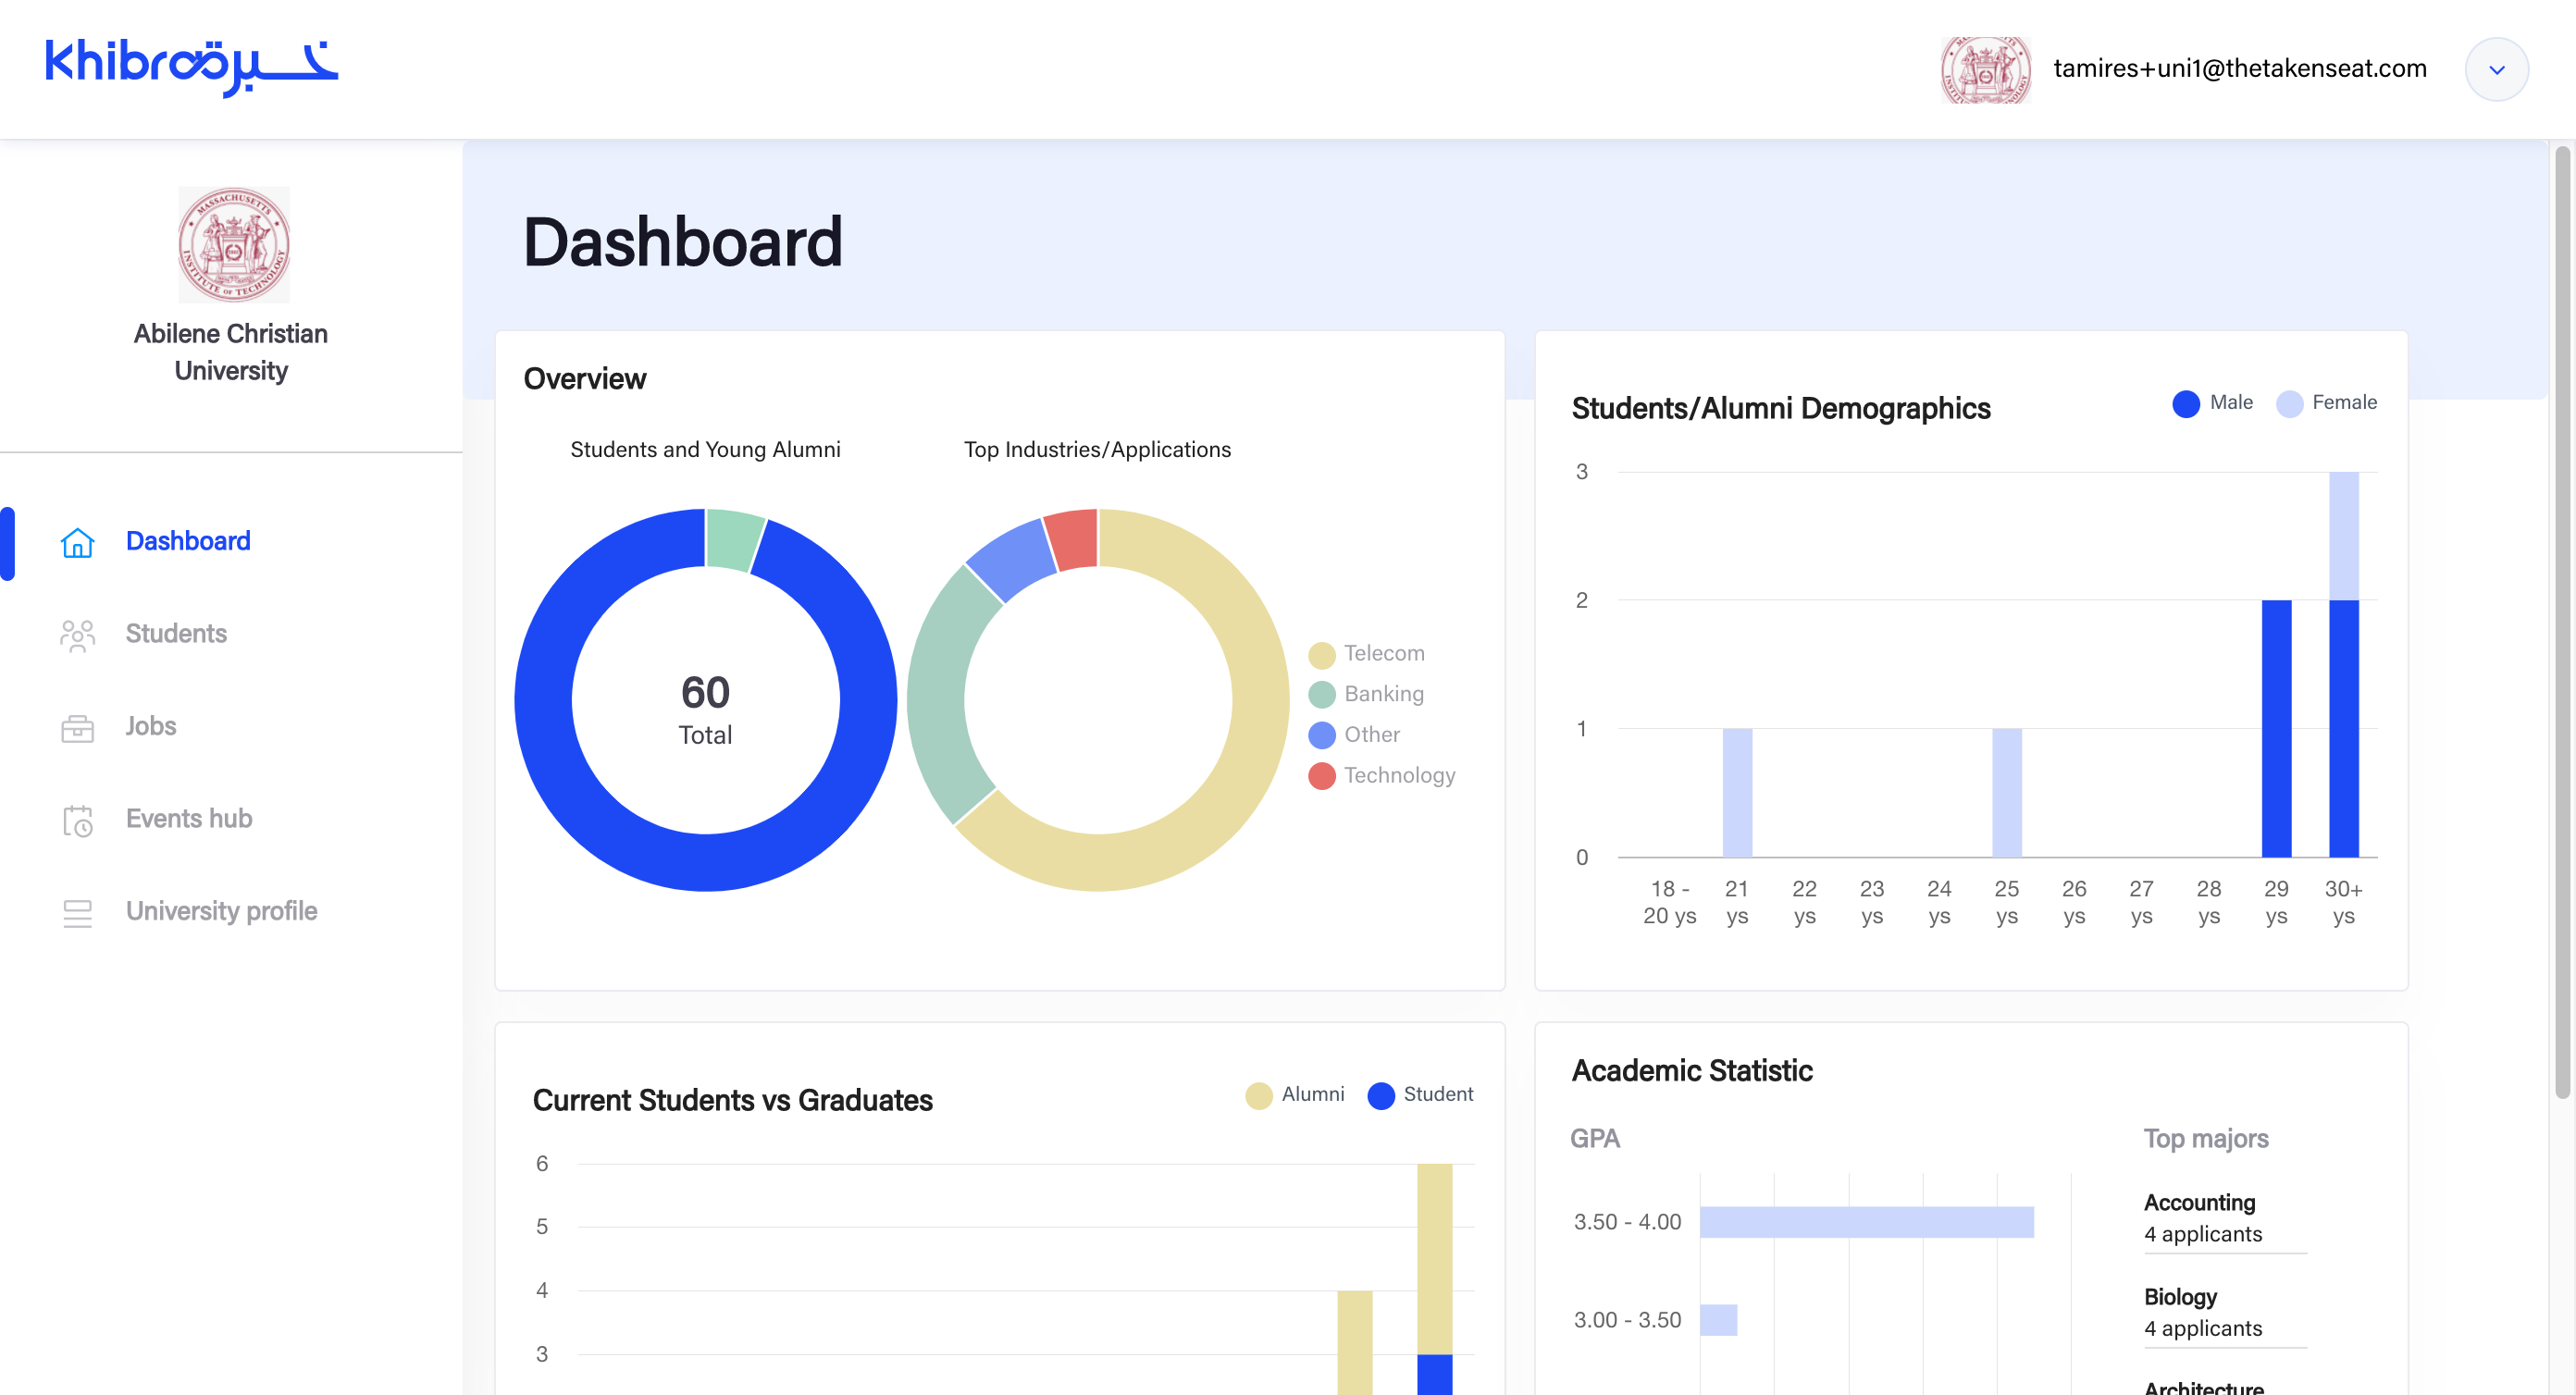 khibra خبرة
tamires+uni1@thetakenseat.com
MASSACHUSETTS
INSTITUTE OF TECHNOLOGY
Abilene Christian
University
Dashboard
Students
Jobs
Events hub
University profile
Dashboard
Overview
Students and Young Alumni
Top Industries/Applications
60
Total
Telecom
Banking
Other
Technology
Students/Alumni Demographics
Male
Female
3
2
1
0
18 - 20 ys
21 ys
22 ys
23 ys
24 ys
25 ys
26 ys
27 ys
28 ys
29 ys
30+ ys
Current Students vs Graduates
Alumni
Student
6
5
4
3
Academic Statistic
GPA
3.50 - 4.00
3.00 - 3.50
Top majors
Accounting
4 applicants
Biology
4 applicants
Architecture